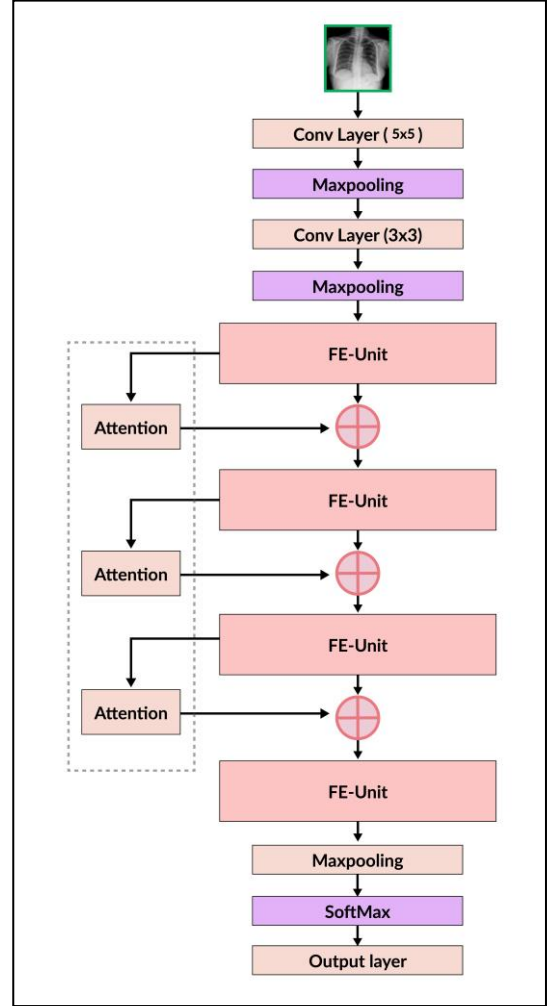 Conv Layer ( 5x5 )
Maxpooling
Conv Layer (3x3)
Maxpooling
FE-Unit
Attention
FE-Unit
Attention
FE-Unit
Attention
FE-Unit
Maxpooling
SoftMax
Output layer